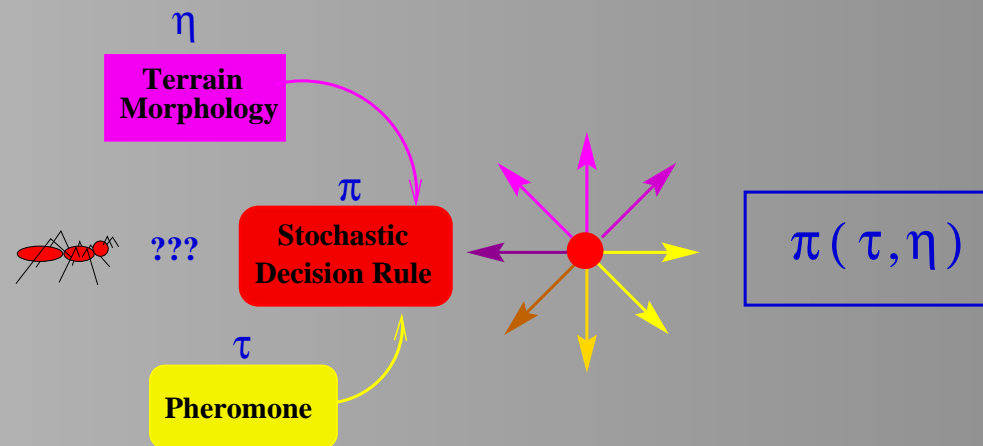 η
Terrain
Morphology
π
???
Stochastic
Decision Rule
π ( τ , η )
τ
Pheromone